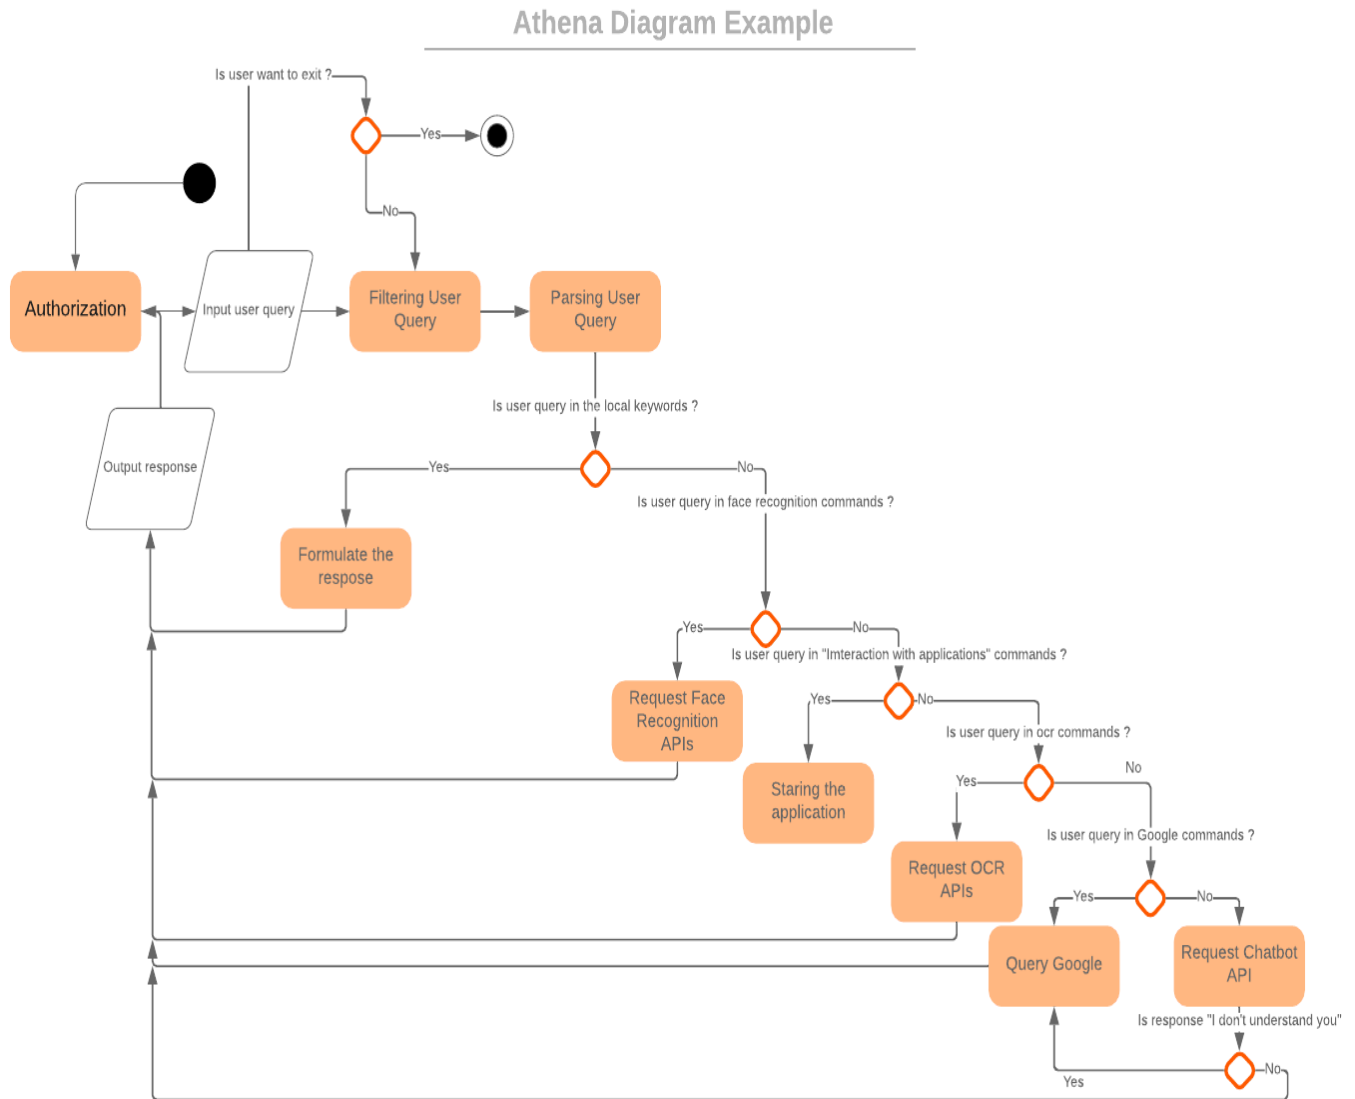 Athena Diagram Example
Is user want to exit ?
Yes
No
Authorization
Input user query
Filtering User
Query
Parsing User
Query
Is user query in the local keywords ?
Output response
Yes
No
Is user query in face recognition commands ?
Formulate the
respose
Yes
No
Is user query in "Imteraction with applications" commands ?
Request Face
Recognition
APIs
Yes
No
Is user query in ocr commands ?
Staring the
application
Yes
No
Is user query in Google commands ?
Request OCR
APIs
Yes
No
Query Google
Request Chatbot
API
Is response "I don't understand you"
Yes
No